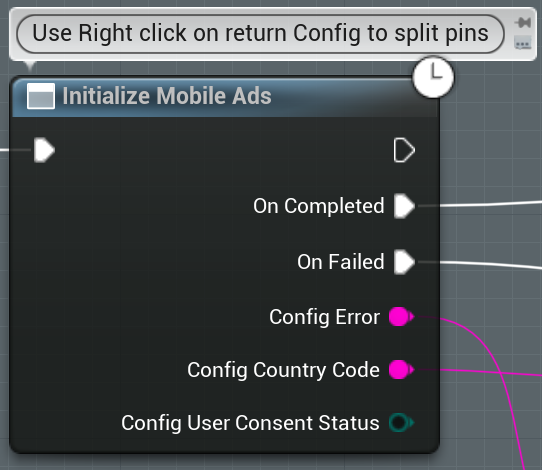 Use Right click on return Config to split pins
Initialize Mobile Ads
On Completed
On Failed
Config Error
Config Country Code
Config User Consent Status